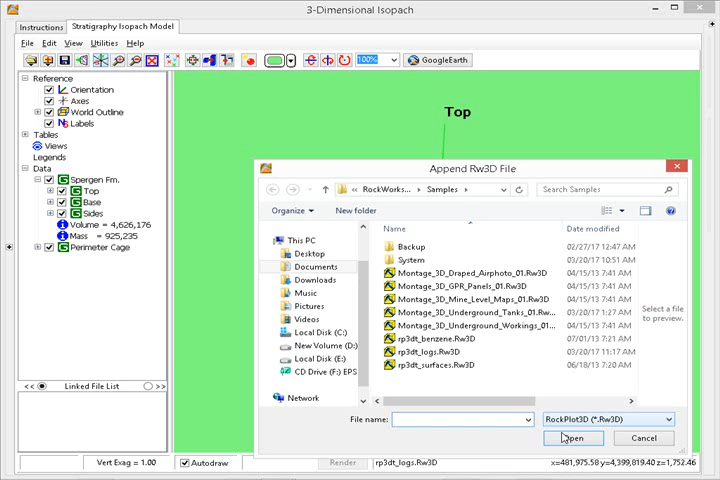 3-Dimensional Isopach
Instructions
Stratigraphy Isopach Model
File Edit View Utilities Help
100%
GoogleEarth
Reference
Orientation
Axes
World Outline
Labels
Tables
Views
Legends
Data
Spergen Fm.
Top
Base
Sides
Volume = 4,626,176
Mass = 925,235
Perimeter Cage
<< Linked File List >>
Top
Append Rw3D File
« RockWorks... Samples
Search Samples
Organize New folder
This PC
Desktop
Documents
Downloads
Music
Pictures
Videos
Local Disk (C:)
New Volume (D:)
Local Disk (E:)
CD Drive (F:) EPS
Network
Name Date modified
Backup 02/27/17 12:47 AM
System 03/20/17 10:51 AM
Montage_3D_Draped_Airphoto_01.Rw3D 04/15/13 7:41 AM
Montage_3D_GPR_Panels_01.Rw3D 04/15/13 7:41 AM
Montage_3D_Mine_Level_Maps_01.Rw3D 04/15/13 7:41 AM
Montage_3D_Underground_Tanks_01.Rw... 03/20/17 1:27 AM
Montage_3D_Underground_Workings_01... 04/15/13 7:41 AM
rp3dt_benzene.Rw3D 07/01/13 7:21 AM
rp3dt_logs.Rw3D 03/20/17 11:17 AM
rp3dt_surfaces.Rw3D 06/18/13 7:20 AM
Select a file
to preview.
File name:
RockPlot3D (*.Rw3D)
Open Cancel
Vert Exag = 1.00
Autodraw
Render
rp3dt_logs.Rw3D
x=481,975.58 y=4,399,819.40 z=1,752.46